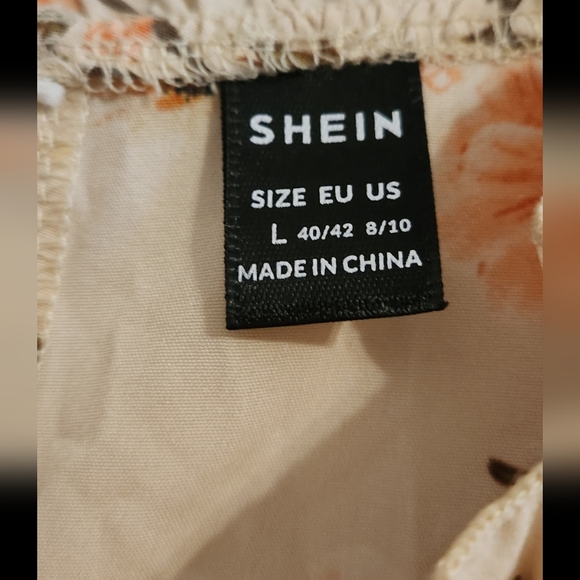 SHEIN
SIZE EU US
L 40/42 8/10
MADE IN CHINA